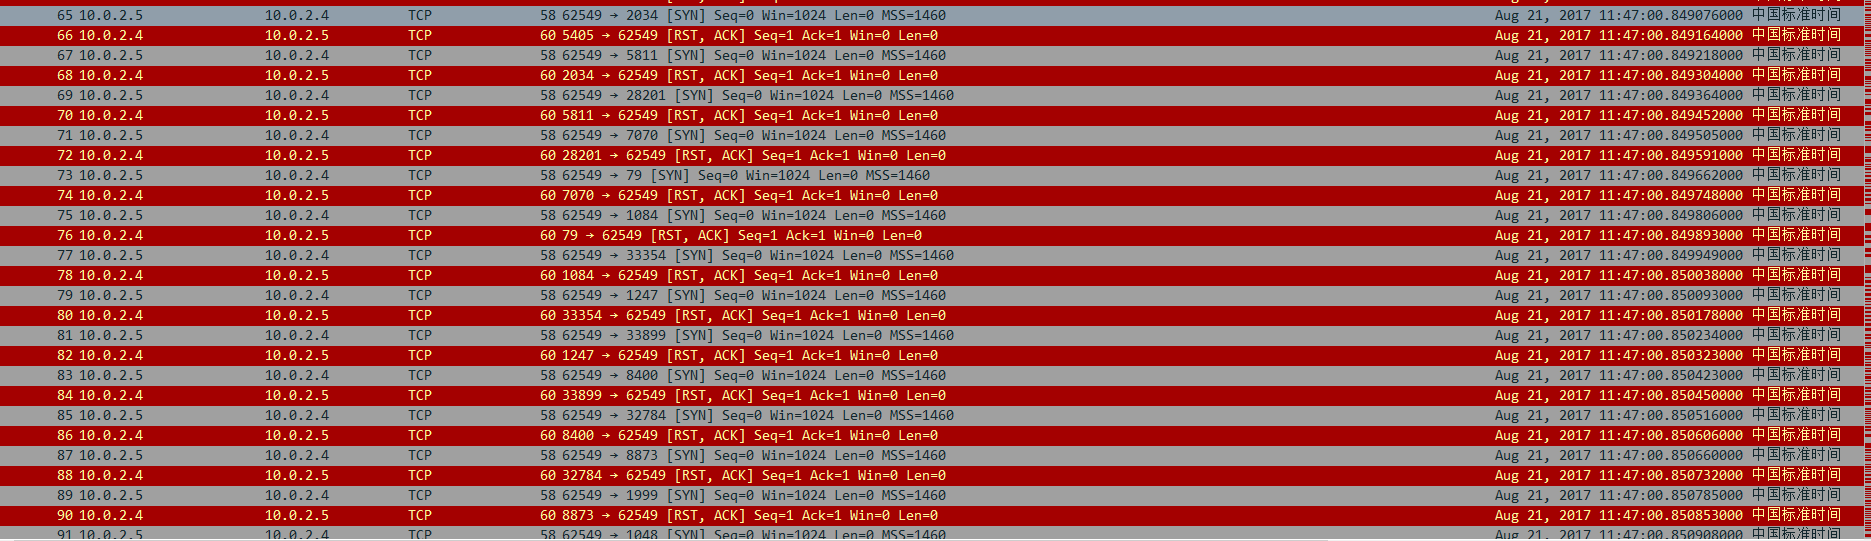 65 10.0.2.5 10.0.2.4 TCP 58 62549 → 2034 [SYN] Seq=0 Win=1024 Len=0 MSS=1460 Aug 21, 2017 11:47:00.849076000 中国标准时间
66 10.0.2.4 10.0.2.5 TCP 60 5405 → 62549 [RST, ACK] Seq=1 Ack=1 Win=0 Len=0 Aug 21, 2017 11:47:00.849164000 中国标准时间
67 10.0.2.5 10.0.2.4 TCP 58 62549 → 5811 [SYN] Seq=0 Win=1024 Len=0 MSS=1460 Aug 21, 2017 11:47:00.849218000 中国标准时间
68 10.0.2.4 10.0.2.5 TCP 60 2034 → 62549 [RST, ACK] Seq=1 Ack=1 Win=0 Len=0 Aug 21, 2017 11:47:00.849304000 中国标准时间
69 10.0.2.5 10.0.2.4 TCP 58 62549 → 28201 [SYN] Seq=0 Win=1024 Len=0 MSS=1460 Aug 21, 2017 11:47:00.849364000 中国标准时间
70 10.0.2.4 10.0.2.5 TCP 60 5811 → 62549 [RST, ACK] Seq=1 Ack=1 Win=0 Len=0 Aug 21, 2017 11:47:00.849452000 中国标准时间
71 10.0.2.5 10.0.2.4 TCP 58 62549 → 7070 [SYN] Seq=0 Win=1024 Len=0 MSS=1460 Aug 21, 2017 11:47:00.849505000 中国标准时间
72 10.0.2.4 10.0.2.5 TCP 60 28201 → 62549 [RST, ACK] Seq=1 Ack=1 Win=0 Len=0 Aug 21, 2017 11:47:00.849591000 中国标准时间
73 10.0.2.5 10.0.2.4 TCP 58 62549 → 79 [SYN] Seq=0 Win=1024 Len=0 MSS=1460 Aug 21, 2017 11:47:00.849662000 中国标准时间
74 10.0.2.4 10.0.2.5 TCP 60 7070 → 62549 [RST, ACK] Seq=1 Ack=1 Win=0 Len=0 Aug 21, 2017 11:47:00.849748000 中国标准时间
75 10.0.2.5 10.0.2.4 TCP 58 62549 → 1084 [SYN] Seq=0 Win=1024 Len=0 MSS=1460 Aug 21, 2017 11:47:00.849806000 中国标准时间
76 10.0.2.4 10.0.2.5 TCP 60 79 → 62549 [RST, ACK] Seq=1 Ack=1 Win=0 Len=0 Aug 21, 2017 11:47:00.849893000 中国标准时间
77 10.0.2.5 10.0.2.4 TCP 58 62549 → 33354 [SYN] Seq=0 Win=1024 Len=0 MSS=1460 Aug 21, 2017 11:47:00.849949000 中国标准时间
78 10.0.2.4 10.0.2.5 TCP 60 1084 → 62549 [RST, ACK] Seq=1 Ack=1 Win=0 Len=0 Aug 21, 2017 11:47:00.850038000 中国标准时间
79 10.0.2.5 10.0.2.4 TCP 58 62549 → 1247 [SYN] Seq=0 Win=1024 Len=0 MSS=1460 Aug 21, 2017 11:47:00.850093000 中国标准时间
80 10.0.2.4 10.0.2.5 TCP 60 33354 → 62549 [RST, ACK] Seq=1 Ack=1 Win=0 Len=0 Aug 21, 2017 11:47:00.850178000 中国标准时间
81 10.0.2.5 10.0.2.4 TCP 58 62549 → 33899 [SYN] Seq=0 Win=1024 Len=0 MSS=1460 Aug 21, 2017 11:47:00.850234000 中国标准时间
82 10.0.2.4 10.0.2.5 TCP 60 1247 → 62549 [RST, ACK] Seq=1 Ack=1 Win=0 Len=0 Aug 21, 2017 11:47:00.850323000 中国标准时间
83 10.0.2.5 10.0.2.4 TCP 58 62549 → 8400 [SYN] Seq=0 Win=1024 Len=0 MSS=1460 Aug 21, 2017 11:47:00.850423000 中国标准时间
84 10.0.2.4 10.0.2.5 TCP 60 33899 → 62549 [RST, ACK] Seq=1 Ack=1 Win=0 Len=0 Aug 21, 2017 11:47:00.850450000 中国标准时间
85 10.0.2.5 10.0.2.4 TCP 58 62549 → 32784 [SYN] Seq=0 Win=1024 Len=0 MSS=1460 Aug 21, 2017 11:47:00.850516000 中国标准时间
86 10.0.2.4 10.0.2.5 TCP 60 8400 → 62549 [RST, ACK] Seq=1 Ack=1 Win=0 Len=0 Aug 21, 2017 11:47:00.850606000 中国标准时间
87 10.0.2.5 10.0.2.4 TCP 58 62549 → 8873 [SYN] Seq=0 Win=1024 Len=0 MSS=1460 Aug 21, 2017 11:47:00.850660000 中国标准时间
88 10.0.2.4 10.0.2.5 TCP 60 32784 → 62549 [RST, ACK] Seq=1 Ack=1 Win=0 Len=0 Aug 21, 2017 11:47:00.850732000 中国标准时间
89 10.0.2.5 10.0.2.4 TCP 58 62549 → 1999 [SYN] Seq=0 Win=1024 Len=0 MSS=1460 Aug 21, 2017 11:47:00.850785000 中国标准时间
90 10.0.2.4 10.0.2.5 TCP 60 8873 → 62549 [RST, ACK] Seq=1 Ack=1 Win=0 Len=0 Aug 21, 2017 11:47:00.850853000 中国标准时间
91 10.0.2.5 10.0.2.4 TCP 58 62549 → 1048 [SYN] Seq=0 Win=1024 Len=0 MSS=1460 Aug 21, 2017 11:47:00.850908000 中国标准时间